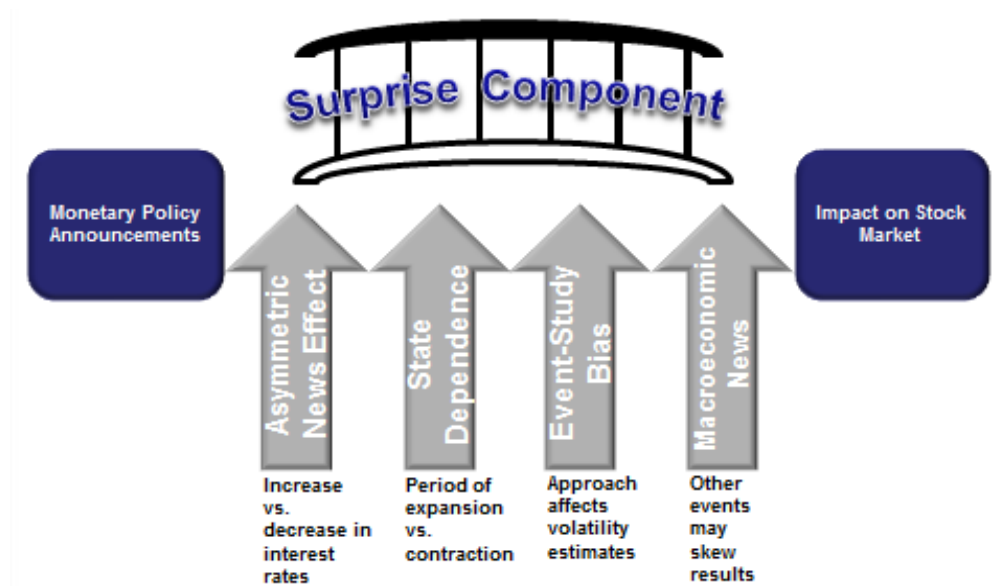 Surprise Component
Monetary Policy
Announcements
Impact on Stock
Market
Asymmetric
News Effect
State
Dependence
Event-Study
Bias
Macroeconomic
News
Increase
vs.
decrease in
interest
rates
Period of
expansion
vs.
contraction
Approach
affects
volatility
estimates
Other
events
may
skew
results